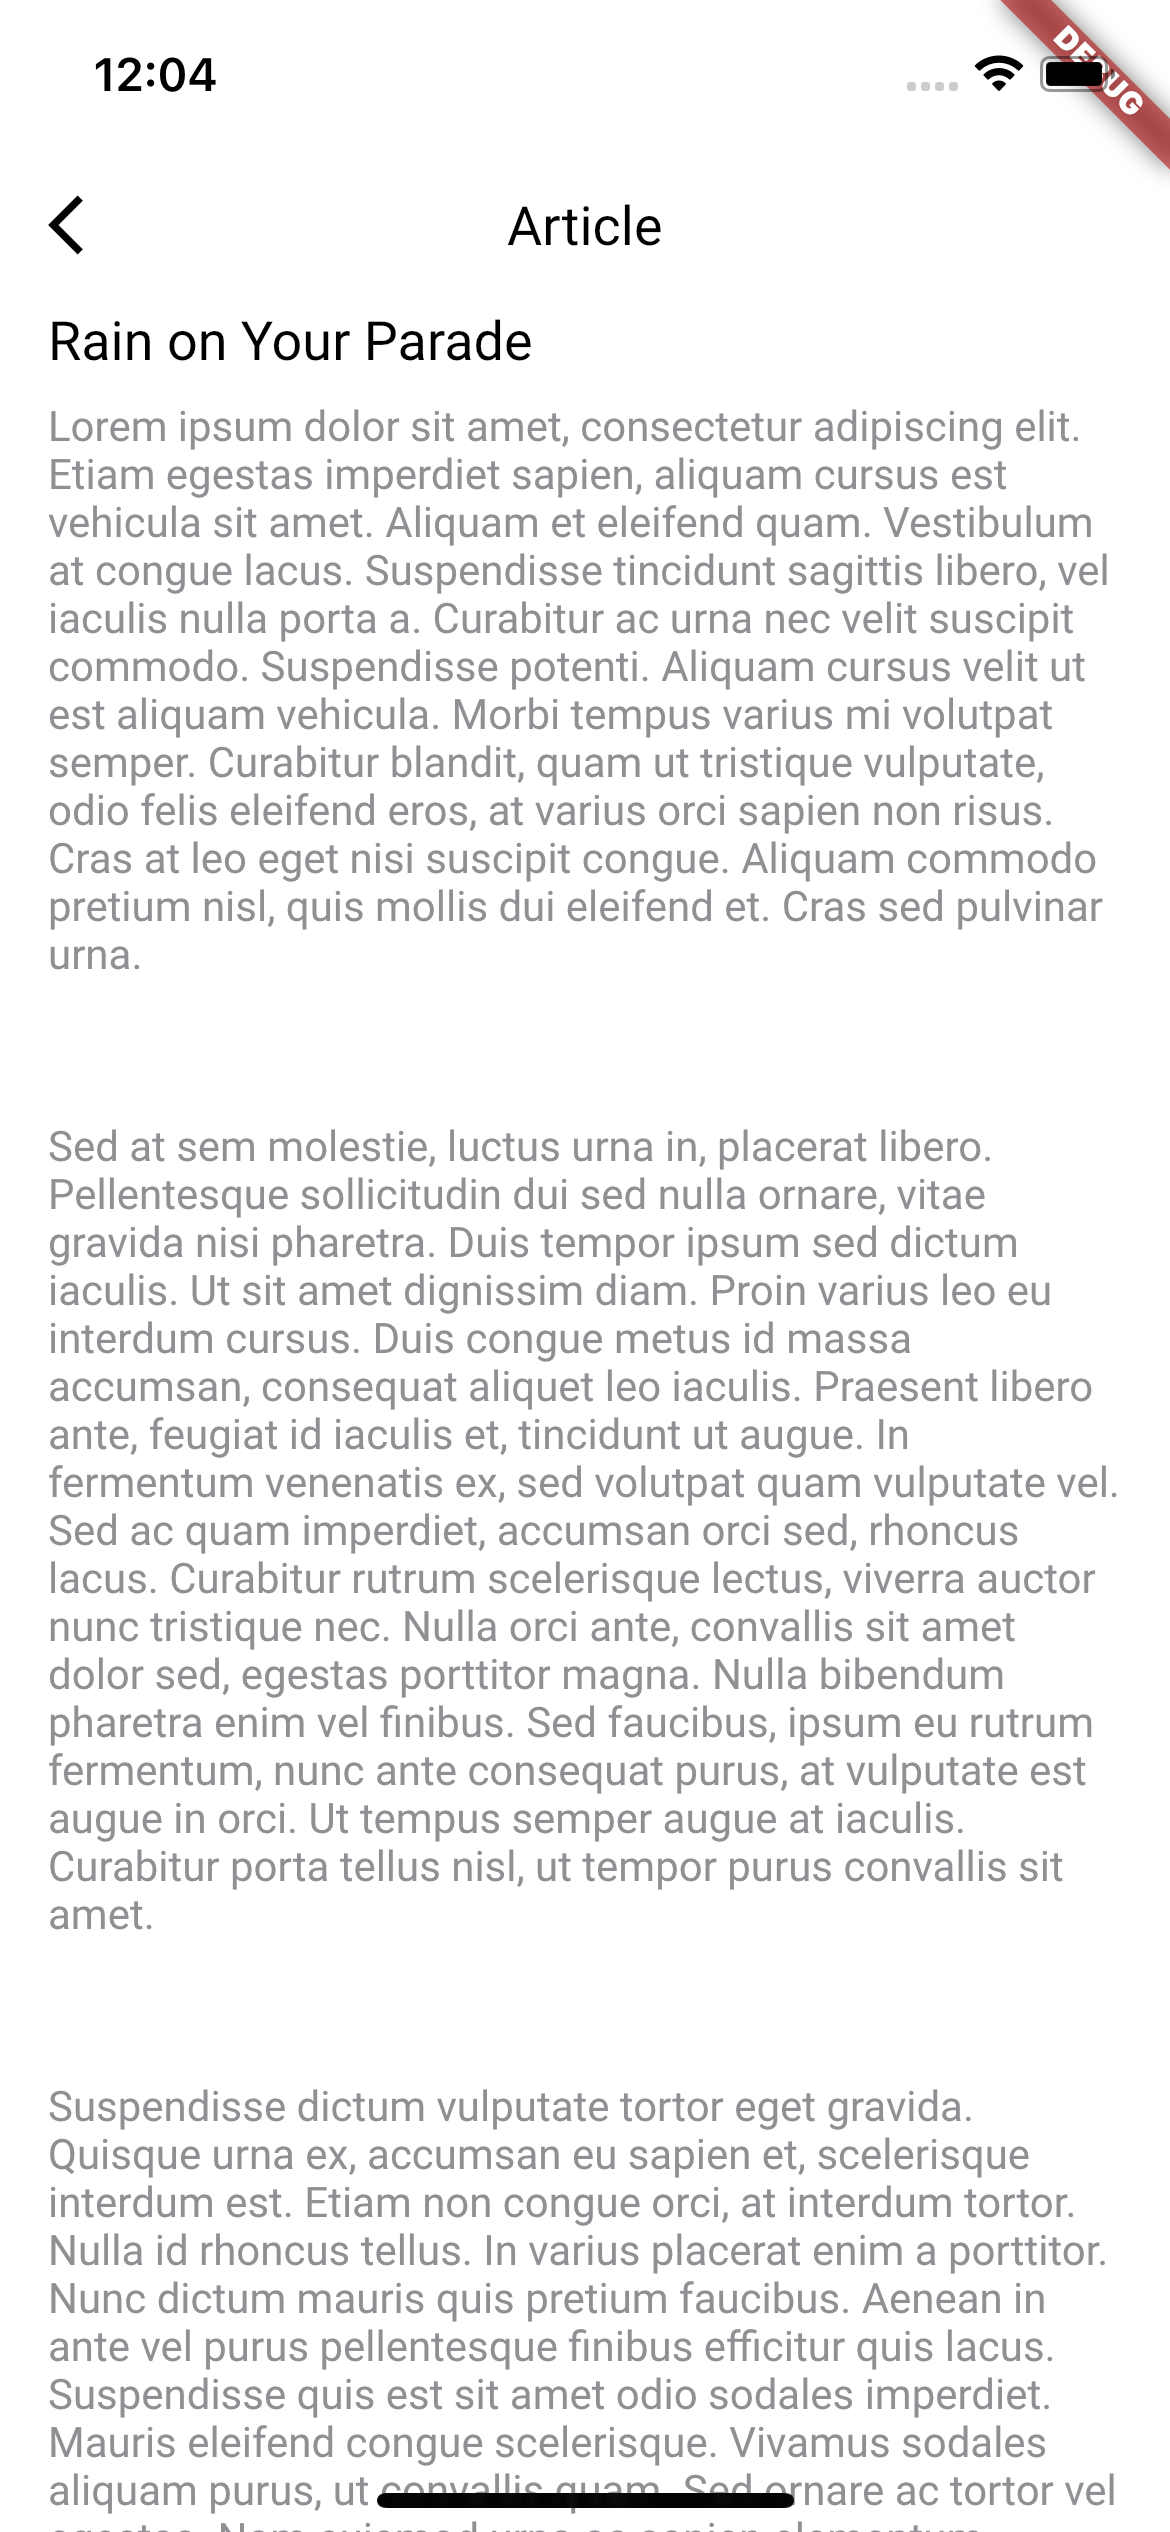 12:04
DEBUG
Article
Rain on Your Parade
Lorem ipsum dolor sit amet, consectetur adipiscing elit.
Etiam egestas imperdiet sapien, aliquam cursus est
vehicula sit amet. Aliquam et eleifend quam. Vestibulum
at congue lacus. Suspendisse tincidunt sagittis libero, vel
iaculis nulla porta a. Curabitur ac urna nec velit suscipit
commodo. Suspendisse potenti. Aliquam cursus velit ut
est aliquam vehicula. Morbi tempus varius mi volutpat
semper. Curabitur blandit, quam ut tristique vulputate,
odio felis eleifend eros, at varius orci sapien non risus.
Cras at leo eget nisi suscipit congue. Aliquam commodo
pretium nisl, quis mollis dui eleifend et. Cras sed pulvinar
urna.
Sed at sem molestie, luctus urna in, placerat libero.
Pellentesque sollicitudin dui sed nulla ornare, vitae
gravida nisi pharetra. Duis tempor ipsum sed dictum
iaculis. Ut sit amet dignissim diam. Proin varius leo eu
interdum cursus. Duis congue metus id massa
accumsan, consequat aliquet leo iaculis. Praesent libero
ante, feugiat id iaculis et, tincidunt ut augue. In
fermentum venenatis ex, sed volutpat quam vulputate vel.
Sed ac quam imperdiet, accumsan orci sed, rhoncus
lacus. Curabitur rutrum scelerisque lectus, viverra auctor
nunc tristique nec. Nulla orci ante, convallis sit amet
dolor sed, egestas porttitor magna. Nulla bibendum
pharetra enim vel finibus. Sed faucibus, ipsum eu rutrum
fermentum, nunc ante consequat purus, at vulputate est
augue in orci. Ut tempus semper augue at iaculis.
Curabitur porta tellus nisl, ut tempor purus convallis sit
amet.
Suspendisse dictum vulputate tortor eget gravida.
Quisque urna ex, accumsan eu sapien et, scelerisque
interdum est. Etiam non congue orci, at interdum tortor.
Nulla id rhoncus tellus. In varius placerat enim a porttitor.
Nunc dictum mauris quis pretium faucibus. Aenean in
ante vel purus pellentesque finibus efficitur quis lacus.
Suspendisse quis est sit amet odio sodales imperdiet.
Mauris eleifend congue scelerisque. Vivamus sodales
aliquam purus, ut convallis quam. Sed ornare ac tortor vel